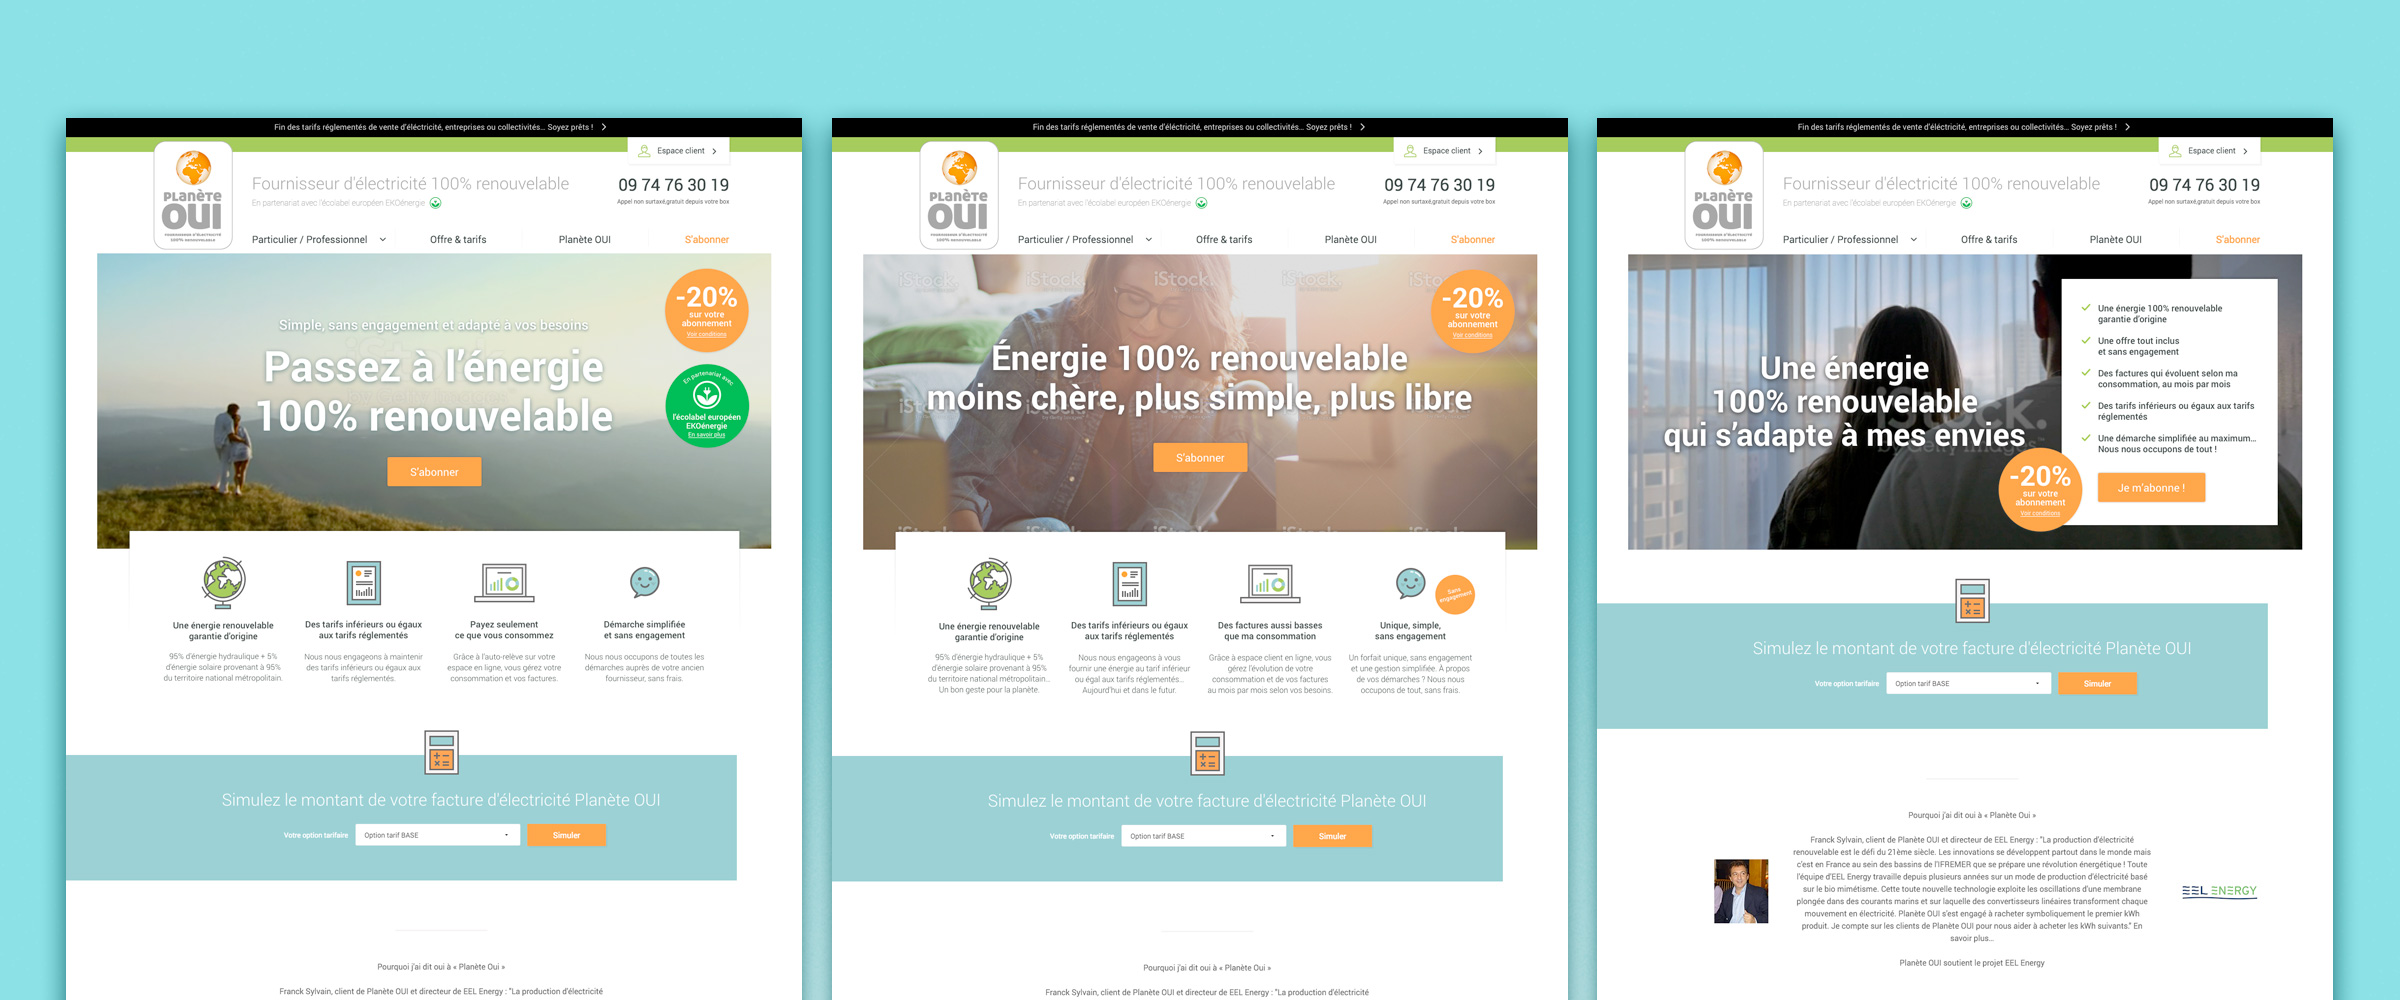 Fin des tarifs réglementés de vente d'éléctricité, entreprises ou collectivités... Soyez prêts !
Espace client
PLANÈTE
OUI
FOURNISSEUR D'ÉLECTRICITÉ
100% RENOUVELABLE
Fournisseur d'électricité 100% renouvelable
En partenariat avec l'écolabel européen EKOénergie
09 74 76 30 19
Appel non surtaxé,gratuit depuis votre box
Particulier / Professionnel
Offre & tarifs
Planète OUI
S'abonner
Simple, sans engagement et adapté à vos besoins
Passez à l'énergie
100% renouvelable
S'abonner
-20%
sur votre
abonnement
Voir conditions
En partenariat avec
l'écolabel européen
EKOénergie
En savoir plus
Une énergie renouvelable
garantie d'origine
95% d'énergie hydraulique + 5%
d'énergie solaire provenant à 95%
du territoire national métropolitain.
Des tarifs inférieurs ou égaux
aux tarifs réglementés
Nous nous engageons à maintenir
des tarifs inférieurs ou égaux aux
tarifs réglementés.
Payez seulement
ce que vous consommez
Grâce à l'auto-relève sur votre
espace en ligne, vous gérez votre
consommation et vos factures.
Démarche simplifiée
et sans engagement
Nous nous occupons de toutes les
démarches auprès de votre ancien
fournisseur, sans frais.
Simulez le montant de votre facture d'électricité Planète OUI
Votre option tarifaire
Option tarif BASE
Simuler
Pourquoi j'ai dit oui à « Planète Oui »
Franck Sylvain, client de Planète OUI et directeur de EEL Energy : "La production d'électricité
Fin des tarifs réglementés de vente d'éléctricité, entreprises ou collectivités... Soyez prêts !
Espace client
PLANÈTE
OUI
FOURNISSEUR D'ÉLECTRICITÉ
100% RENOUVELABLE
Fournisseur d'électricité 100% renouvelable
En partenariat avec l'écolabel européen EKOénergie
09 74 76 30 19
Appel non surtaxé,gratuit depuis votre box
Particulier / Professionnel
Offre & tarifs
Planète OUI
S'abonner
iStock.
iStock.
iStock.
Énergie 100% renouvelable
moins chère, plus simple, plus libre
S'abonner
-20%
sur votre
abonnement
Voir conditions
Une énergie renouvelable
garantie d'origine
95% d'énergie hydraulique + 5%
d'énergie solaire provenant à 95%
du territoire national métropolitain...
Un bon geste pour la planète.
Des tarifs inférieurs ou égaux
aux tarifs réglementés
Nous nous engageons à vous
fournir une énergie au tarif inférieur
ou égal aux tarifs réglementés...
Aujourd'hui et dans le futur.
Des factures aussi basses
que ma consommation
Grâce à espace client en ligne, vous
gérez l'évolution de votre
consommation et de vos factures
au mois par mois selon vos besoins.
Sans
engagement
Unique, simple,
sans engagement
Un forfait unique, sans engagement
et une gestion simplifiée. À propos
de vos démarches ? Nous nous
occupons de tout, sans frais.
Simulez le montant de votre facture d'électricité Planète OUI
Votre option tarifaire
Option tarif BASE
Simuler
Pourquoi j'ai dit oui à « Planète Oui »
Franck Sylvain, client de Planète OUI et directeur de EEL Energy : "La production d'électricité
Fin des tarifs réglementés de vente d'éléctricité, entreprises ou collectivités... Soyez prêts !
Espace client
PLANÈTE
OUI
FOURNISSEUR D'ÉLECTRICITÉ
100% RENOUVELABLE
Fournisseur d'électricité 100% renouvelable
En partenariat avec l'écolabel européen EKOénergie
09 74 76 30 19
Appel non surtaxé,gratuit depuis votre box
Particulier / Professionnel
Offre & tarifs
Planète OUI
S'abonner
Une énergie
100% renouvelable
qui s'adapte à mes envies
-20%
sur votre
abonnement
Voir conditions
Une énergie 100% renouvelable
garantie d'origine
Une offre tout inclus
et sans engagement
Des factures qui évoluent selon ma
consommation, au mois par mois
Des tarifs inférieurs ou égaux aux tarifs
réglementés
Une démarche simplifiée au maximum...
Nous nous occupons de tout !
Je m'abonne !
Simulez le montant de votre facture d'électricité Planète OUI
Votre option tarifaire
Option tarif BASE
Simuler
Pourquoi j'ai dit oui à « Planète Oui »
Franck Sylvain, client de Planète OUI et directeur de EEL Energy : "La production d'électricité
renouvelable est le défi du 21ème siècle. Les innovations se développent partout dans le monde mais
c'est en France au sein des bassins de l'IFREMER que se prépare une révolution énergétique ! Toute
l'équipe d'EEL Energy travaille depuis plusieurs années sur un mode de production d'électricité basé
sur le bio mimétisme. Cette toute nouvelle technologie exploite les oscillations d'une membrane
plongée dans des courants marins et sur laquelle des convertisseurs linéaires transforment chaque
mouvement en électricité. Planète OUI s'est engagé à racheter symboliquement le premier kWh
produit. Je compte sur les clients de Planète OUI pour nous aider à acheter les kWh suivants." En
savoir plus...
EEL ENERGY
Planète OUI soutient le projet EEL Energy